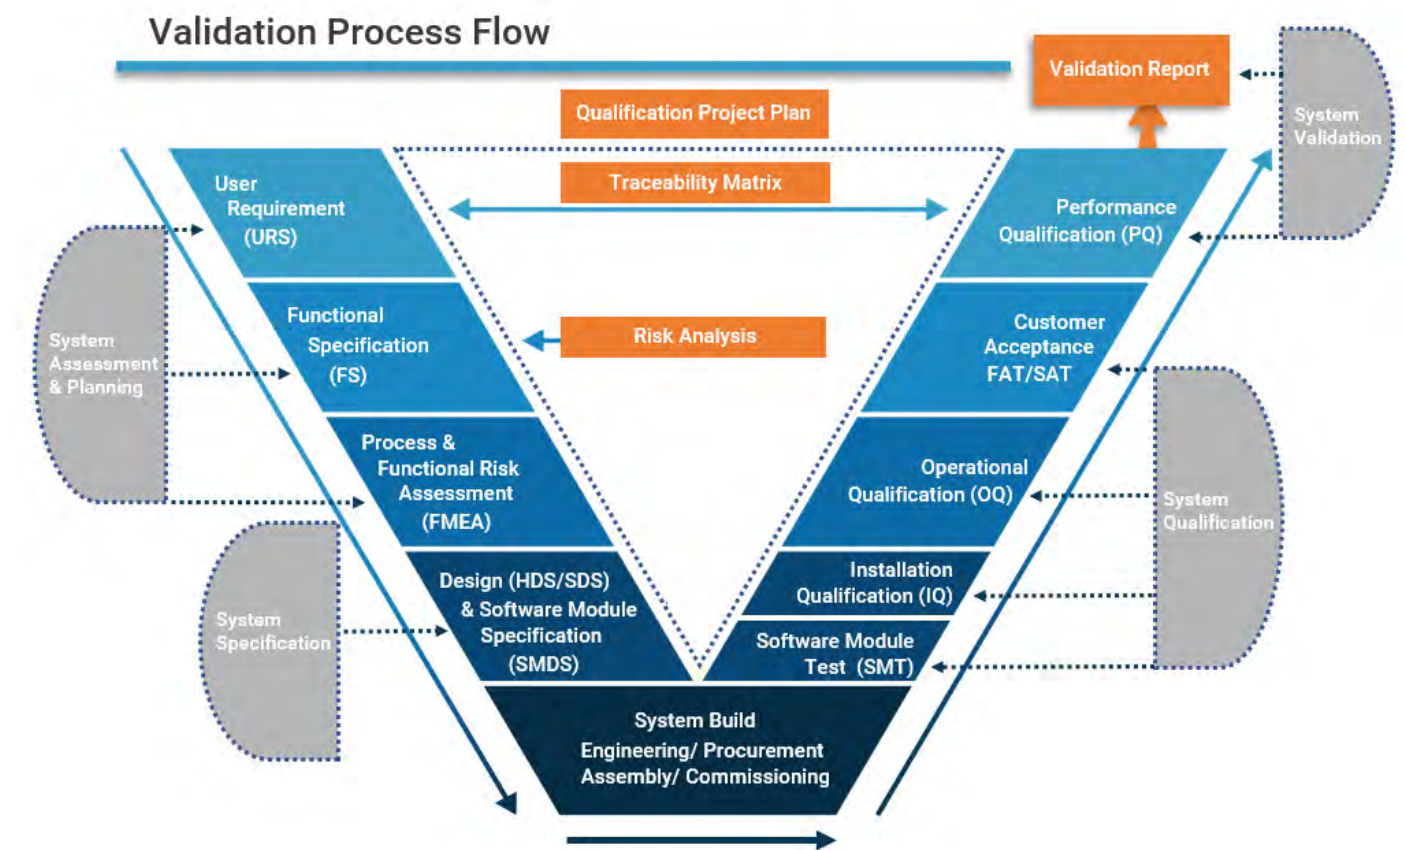 Validation Process Flow
Validation Report
Qualification Project Plan
System
Validation
Traceability Matrix
User
Requirement
(URS)
Performance
Qualification (PQ)
System
Assessment
& Planning
Functional
Specification
(FS)
Risk Analysis
Customer
Acceptance
FAT/SAT
Process &
Functional Risk
Assessment
(FMEA)
Operational
Qualification (OQ)
System
Qualification
System
Specification
Design (HDS/SDS)
& Software Module
Specification
(SMDS)
Installation
Qualification (IQ)
Software Module
Test (SMT)
System Build
Engineering/ Procurement
Assembly/ Commissioning